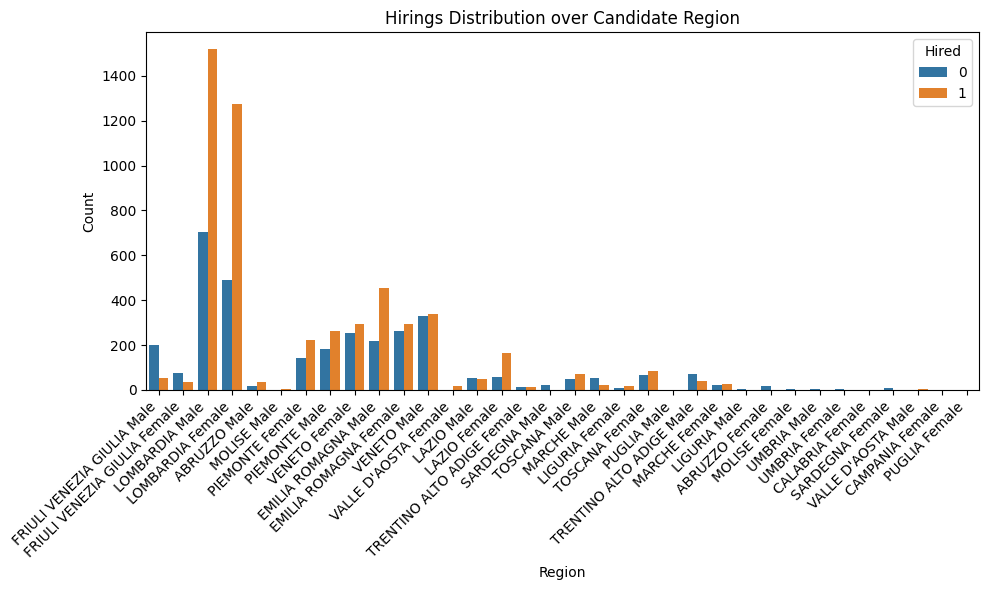 Hirings Distribution over Candidate Region
Hired
0
1
1400
1200
1000
800
600
400
200
0
Count
FRIULI VENEZIA GIULIA Male
FRIULI VENEZIA GIULIA Female
LOMBARDIA Male
LOMBARDIA Female
ABRUZZO Male
MOLISE Male
PIEMONTE Female
PIEMONTE Male
VENETO Female
EMILIA ROMAGNA Male
EMILIA ROMAGNA Female
VENETO Male
VALLE D'AOSTA Female
LAZIO Male
LAZIO Female
TRENTINO ALTO ADIGE Female
SARDEGNA Male
TOSCANA Male
MARCHE Male
LIGURIA Female
TOSCANA Female
PUGLIA Male
TRENTINO ALTO ADIGE Male
MARCHE Female
LIGURIA Male
ABRUZZO Female
MOLISE Female
UMBRIA Male
UMBRIA Female
CALABRIA Female
SARDEGNA Female
VALLE D'AOSTA Male
CAMPANIA Female
PUGLIA Female
Region